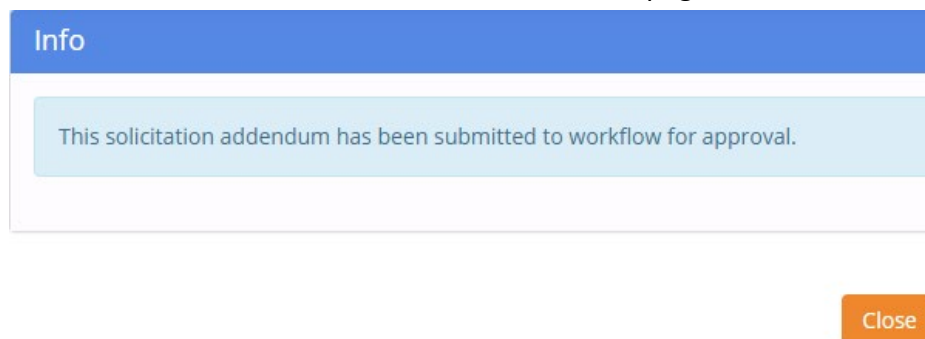 Info
This solicitation addendum has been submitted to workflow for approval.
Close